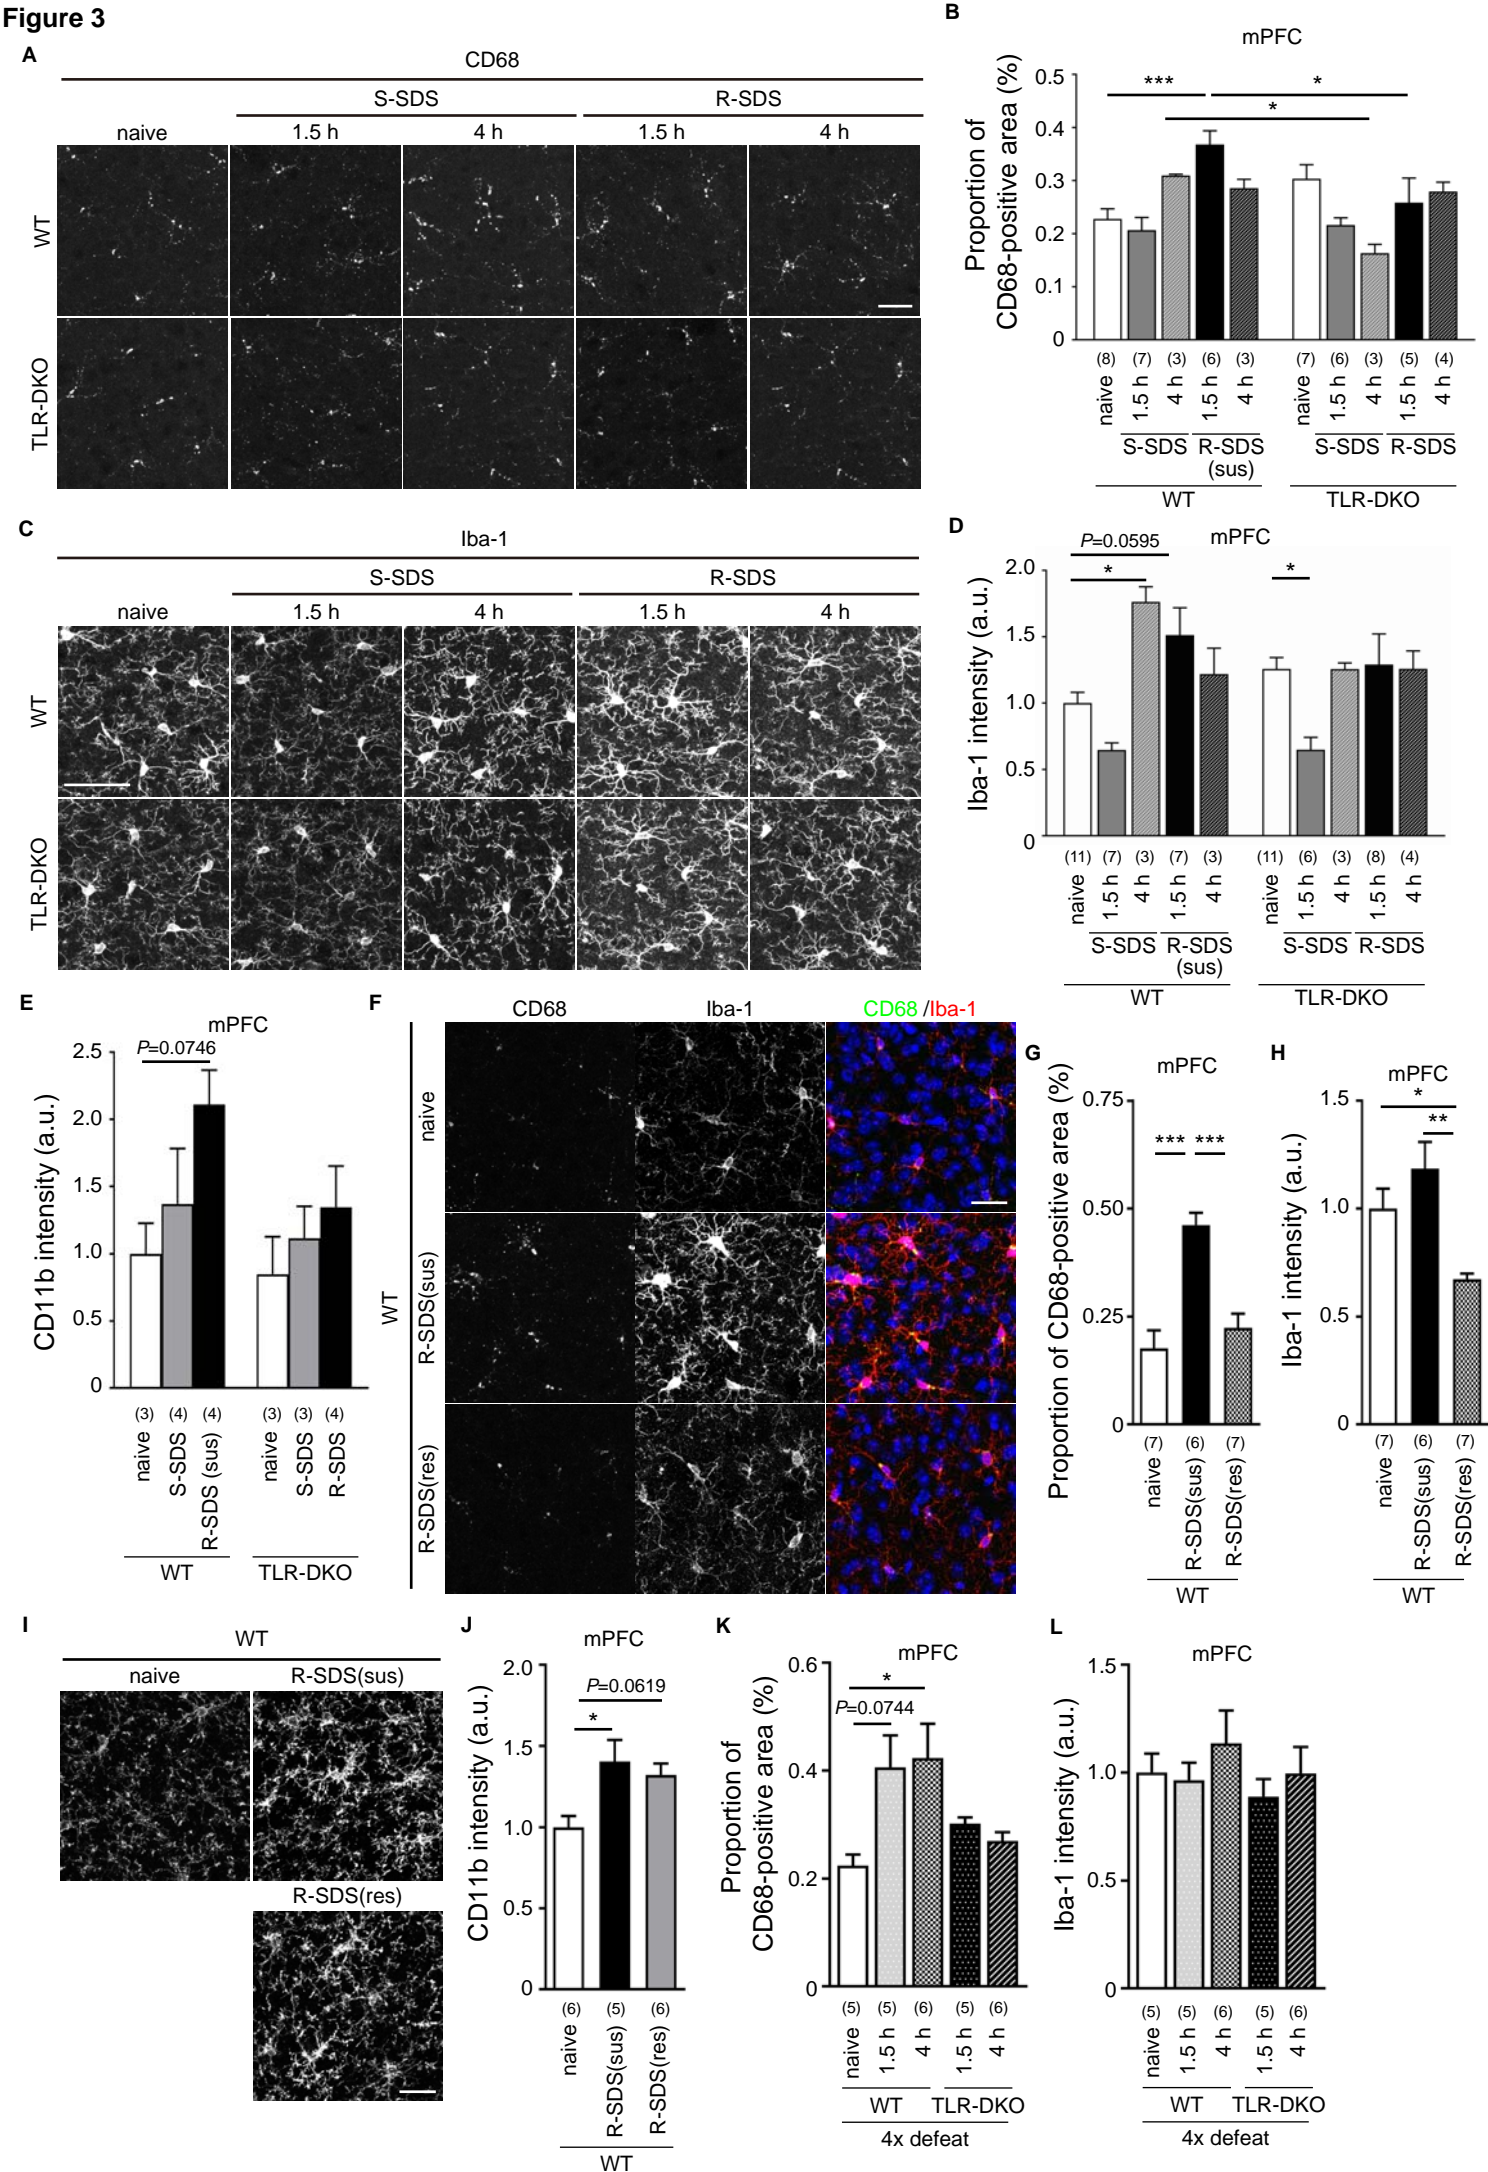 Figure 3
A
CD68
S-SDS
R-SDS
naive
1.5 h
4 h
1.5 h
4 h
WT
TLR-DKO
B
mPFC
Proportion of
CD68-positive area (%)
0.5
0.4
0.3
0.2
0.1
0
***
*
*
(8) (7) (3) (6) (3) (7) (6) (3) (5) (4)
naive 1.5 h 4 h 1.5 h 4 h naive 1.5 h 4 h 1.5 h 4 h
S-SDS R-SDS S-SDS R-SDS
(sus)
WT TLR-DKO
C
Iba-1
S-SDS
R-SDS
naive
1.5 h
4 h
1.5 h
4 h
WT
TLR-DKO
D
mPFC
Iba-1 intensity (a.u.)
2.0
1.5
1.0
0.5
0
P=0.0595
*
*
(11) (7) (3) (7) (3) (11) (6) (3) (8) (4)
naive 1.5 h 4 h 1.5 h 4 h naive 1.5 h 4 h 1.5 h 4 h
S-SDS R-SDS S-SDS R-SDS
(sus)
WT TLR-DKO
E
mPFC
CD11b intensity (a.u.)
2.5
2.0
1.5
1.0
0.5
0
P=0.0746
(3) (4) (4) (3) (3) (4)
naive S-SDS R-SDS (sus) naive S-SDS R-SDS
WT TLR-DKO
F
CD68
Iba-1
CD68 /Iba-1
WT
naive
R-SDS(sus)
R-SDS(res)
G
mPFC
Proportion of CD68-positive area (%)
0.75
0.50
0.25
0
*** ***
(7) (6) (7)
naive R-SDS(sus) R-SDS(res)
WT
H
mPFC
Iba-1 intensity (a.u.)
1.5
1.0
0.5
0
*
**
(7) (6) (7)
naive R-SDS(sus) R-SDS(res)
WT
I
WT
naive
R-SDS(sus)
R-SDS(res)
J
mPFC
CD11b intensity (a.u.)
2.0
1.5
1.0
0.5
0
P=0.0619
*
(6) (5) (6)
naive R-SDS(sus) R-SDS(res)
WT
K
mPFC
Proportion of
CD68-positive area (%)
0.6
0.4
0.2
0
*
P=0.0744
(5) (5) (6) (5) (6)
naive 1.5 h 4 h 1.5 h 4 h
WT TLR-DKO
4x defeat
L
mPFC
Iba-1 intensity (a.u.)
1.5
1.0
0.5
0
(5) (5) (6) (5) (6)
naive 1.5 h 4 h 1.5 h 4 h
WT TLR-DKO
4x defeat